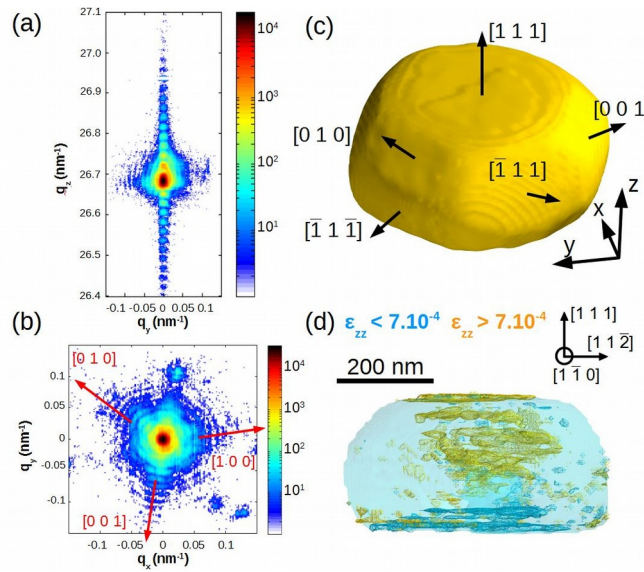 (a)
27.1
27.0
26.9
26.8
26.7
26.6
26.5
26.4
q_z (nm⁻¹)
-0.1 -0.05 0 0.05 0.1
q_y (nm⁻¹)
10⁴
10³
10²
10¹
(b)
0.1
0.05
0
-0.05
-0.1
q_y (nm⁻¹)
[0 1 0]
[1 0 0]
[0 0 1]
-0.1 -0.05 0 0.05 0.1
q_x (nm⁻¹)
10⁴
10³
10²
10¹
(c)
[1 1 1]
[0 1 0]
[0 0 1]
[1̅ 1 1]
[1̅ 1 1̅]
z
x
y
(d)
ε_zz < 7.10⁻⁴ ε_zz > 7.10⁻⁴
200 nm
[1 1 1]
[1 1 2̅]
[1 1̅ 0]